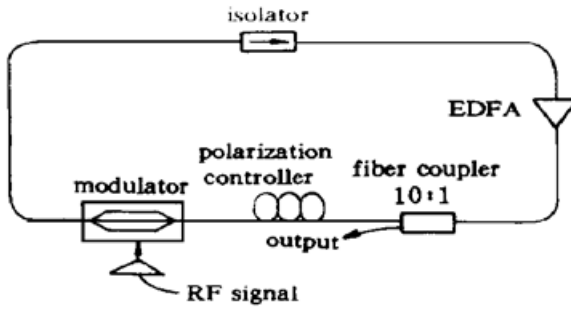 isolator
EDFA
polarization
controller
fiber coupler
10:1
modulator
output
RF signal